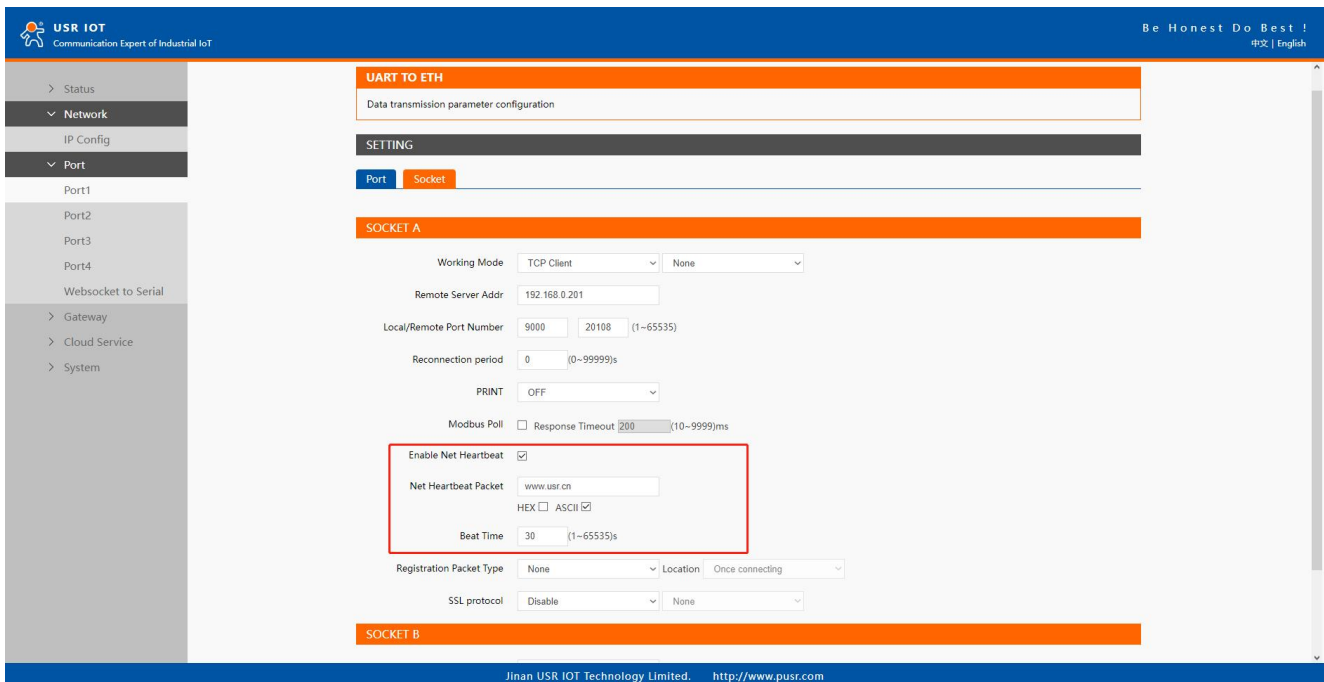 USR IOT
Communication Expert of Industrial IoT
Be Honest Do Best !
中文 | English
Status
Network
IP Config
Port
Port1
Port2
Port3
Port4
Websocket to Serial
Gateway
Cloud Service
System
UART TO ETH
Data transmission parameter configuration
SETTING
Port Socket
SOCKET A
Working Mode TCP Client None
Remote Server Addr 192.168.0.201
Local/Remote Port Number 9000 20108 (1~65535)
Reconnection period 0 (0~99999)s
PRINT OFF
Modbus Poll Response Timeout 200 (10~9999)ms
Enable Net Heartbeat
Net Heartbeat Packet www.usr.cn
HEX ASCII
Beat Time 30 (1~65535)s
Registration Packet Type None Location Once connecting
SSL protocol Disable None
SOCKET B
Jinan USR IOT Technology Limited. http://www.pusr.com